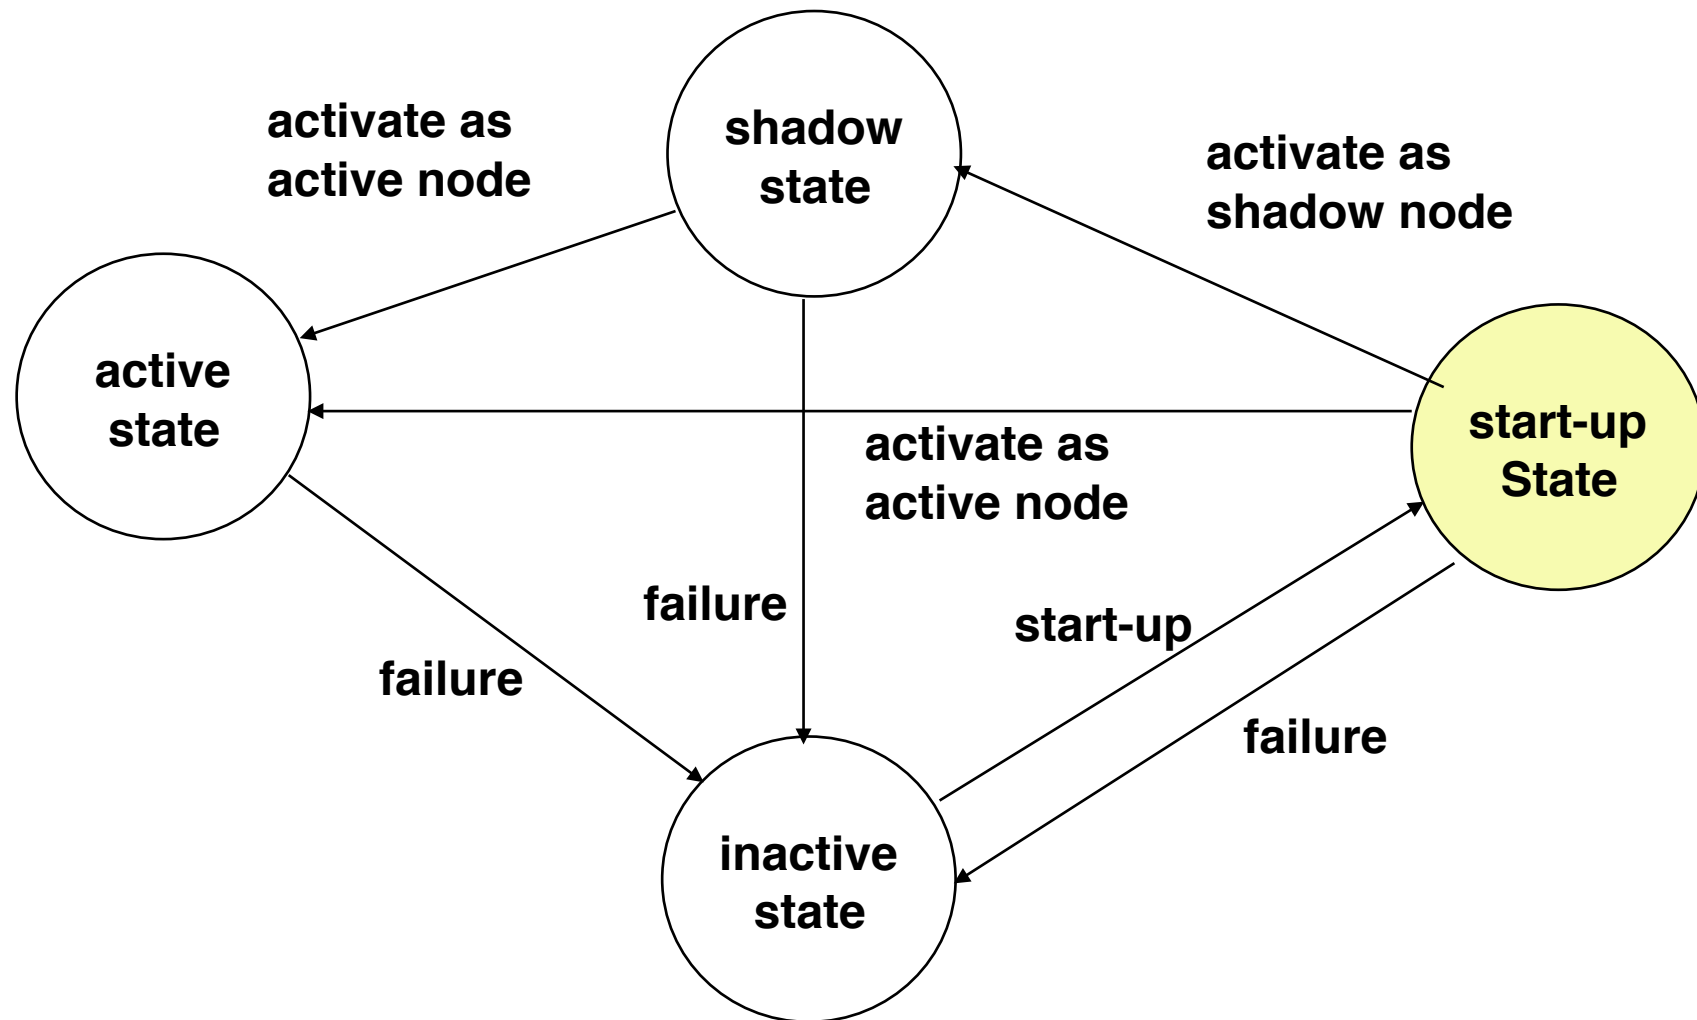 activate as
active node
shadow
state
activate as
shadow node
active
state
activate as
active node
start-up
State
failure
start-up
failure
failure
inactive
state